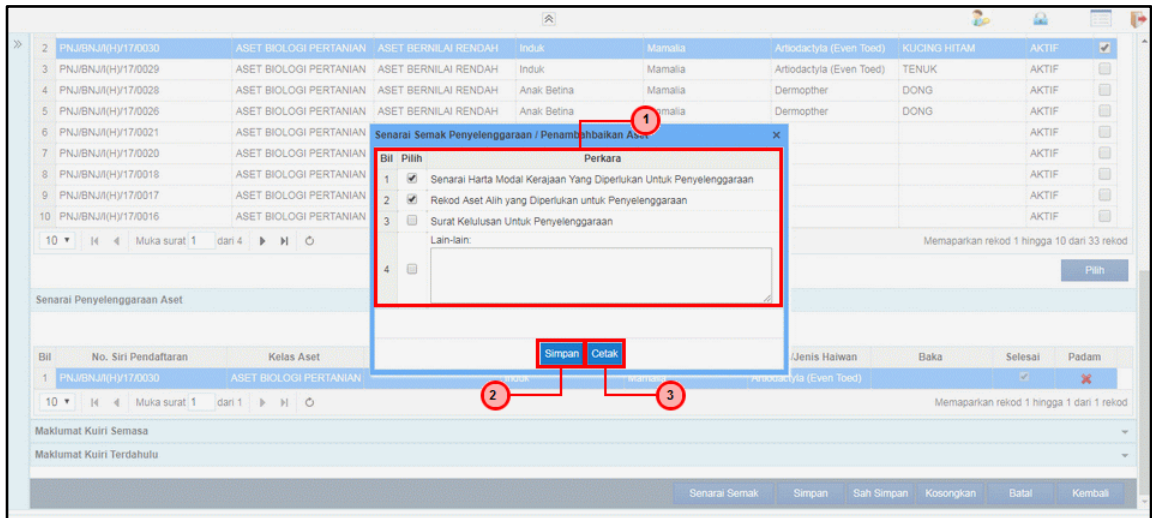 2 PNJ/BNJ/I(H)/17/0030 ASET BIOLOGI PERTANIAN ASET BERNILAI RENDAH Induk Mamalia Artiodactyla (Even Toed) KUCING HITAM AKTIF
3 PNJ/BNJ/I(H)/17/0029 ASET BIOLOGI PERTANIAN ASET BERNILAI RENDAH Induk Mamalia Artiodactyla (Even Toed) TENUK AKTIF
4 PNJ/BNJ/I(H)/17/0028 ASET BIOLOGI PERTANIAN ASET BERNILAI RENDAH Anak Betina Mamalia Dermopther DONG AKTIF
5 PNJ/BNJ/I(H)/17/0026 ASET BIOLOGI PERTANIAN ASET BERNILAI RENDAH Anak Betina Dermopther DONG AKTIF
6 PNJ/BNJ/I(H)/17/0021 ASET BIOLOGI PERTANIAN AKTIF
7 PNJ/BNJ/I(H)/17/0020 ASET BIOLOGI PERTANIAN AKTIF
8 PNJ/BNJ/I(H)/17/0018 ASET BIOLOGI PERTANIAN AKTIF
9 PNJ/BNJ/I(H)/17/0017 ASET BIOLOGI PERTANIAN AKTIF
10 PNJ/BNJ/I(H)/17/0016 ASET BIOLOGI PERTANIAN AKTIF
10 Muka surat 1 dari 4 Memaparkan rekod 1 hingga 10 dari 33 rekod
Pilih
1
Senarai Semak Penyelenggaraan / Penambahbaikan
Bil Pilih Perkara
1 Senarai Harta Modal Kerajaan Yang Diperlukan Untuk Penyelenggaraan
2 Rekod Aset Alih yang Diperlukan untuk Penyelenggaraan
3 Surat Kelulusan Untuk Penyelenggaraan
Lain-lain:
4
Simpan Cetak
2
3
Senarai Penyelenggaraan Aset
Bil No. Siri Pendaftaran Kelas Aset /Jenis Haiwan Baka Selesai Padam
1 PNJ/BNJ/I(H)/17/0030 ASET BIOLOGI PERTANIAN Induk Mamalia Artiodactyla (Even Toed)
10 Muka surat 1 dari 1 Memaparkan rekod 1 hingga 1 dari 1 rekod
Maklumat Kuiri Semasa
Maklumat Kuiri Terdahulu
Senarai Semak Simpan Sah Simpan Kosongkan Batal Kembali